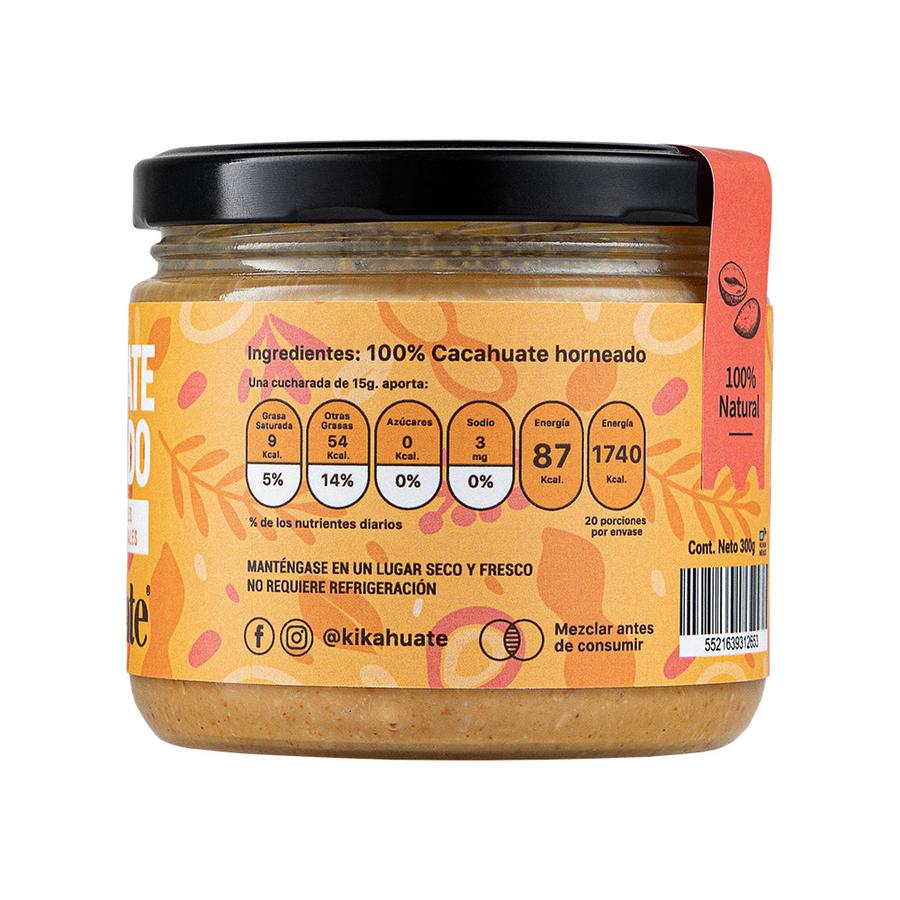 Ingredientes: 100% Cacahuate horneado
Una cucharada de 15g. aporta:
Grasa Saturada 9 Kcal. 5%
Otras Grasas 54 Kcal. 14%
Azúcares 0 Kcal. 0%
Sodio 3 mg 0%
Energía 87 Kcal.
Energía 1740 Kcal.
% de los nutrientes diarios
20 porciones
por envase
MANTÉNGASE EN UN LUGAR SECO Y FRESCO
NO REQUIERE REFRIGERACIÓN
@kikahuate
Mezclar antes
de consumir
100%
Natural
Cont. Neto 300g
5521639312653